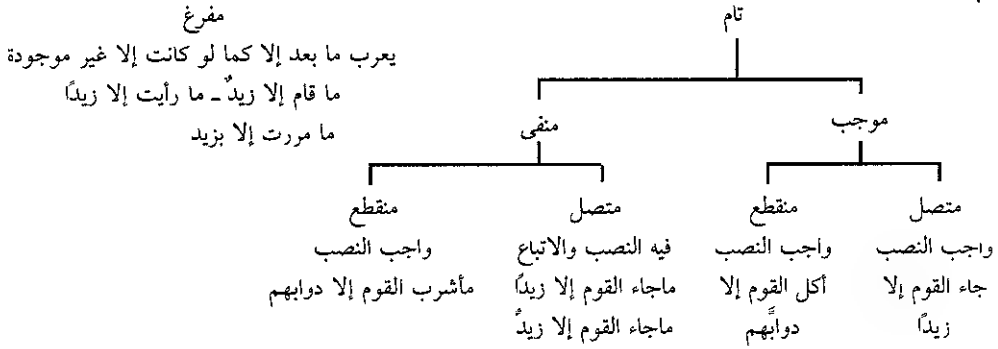 تام
مفرغ
يعرب ما بعد إلا كما لو كانت إلا غير موجودة
ما قام إلا زيدٌ ـ ما رأيت إلا زيدًا
ما مررت إلا بزيد
موجب
منفى
متصل
واجب النصب
جاء القوم إلا
زيدًا
منقطع
واجب النصب
أكل القوم إلا
دوابَّهم
متصل
فيه النصب والاتباع
ماجاء القوم إلا زيدًا
ماجاء القوم إلا زيدٌ
منقطع
واجب النصب
مأشرب القوم إلا دوابهم